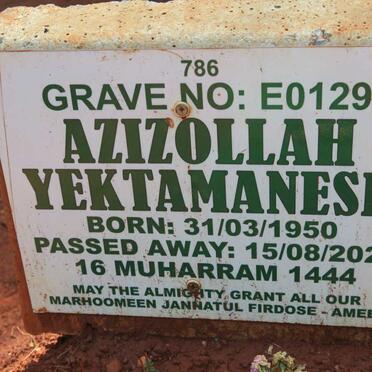 786
GRAVE NO: E0129
AZIZOLLAH
YEKTAMANES
BORN: 31/03/1950
PASSED AWAY: 15/08/202
16 MUHARRAM 1444
MAY THE ALMIGHTY GRANT ALL OUR
MARHOOMEEN JANNATUL FIRDOSE - AMEE